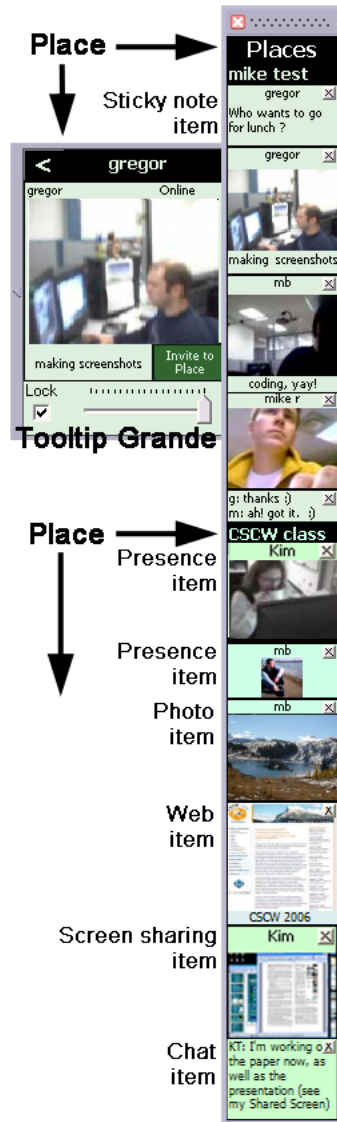 Place
Places
mike test
Sticky note
item
gregor
Who wants to go
for lunch ?
<
gregor
gregor
Online
making screenshots
Invite to
Place
Lock
Tooltip Grande
gregor
making screenshots
mb
coding, yay!
mike r
g: thanks :)
m: ah! got it. :)
Place
CSCW class
Presence
item
Kim
Presence
item
mb
Photo
item
mb
Web
item
CSCW 2006
Screen sharing
item
Kim
Chat
item
KT: I'm working o
the paper now, as
well as the
presentation (see
my Shared Screen)